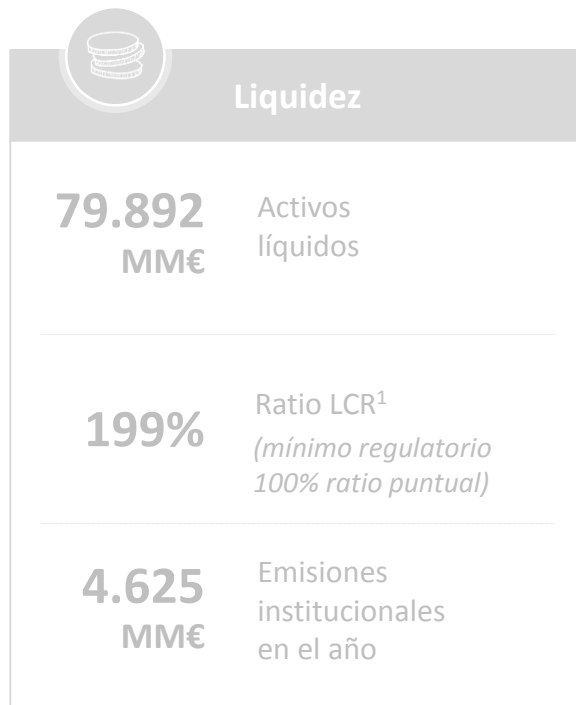 Liquidez
79.892
MM€
Activos
líquidos
199%
Ratio LCR¹
(mínimo regulatorio
100% ratio puntual)
4.625
MM€
Emisiones
institucionales
en el año